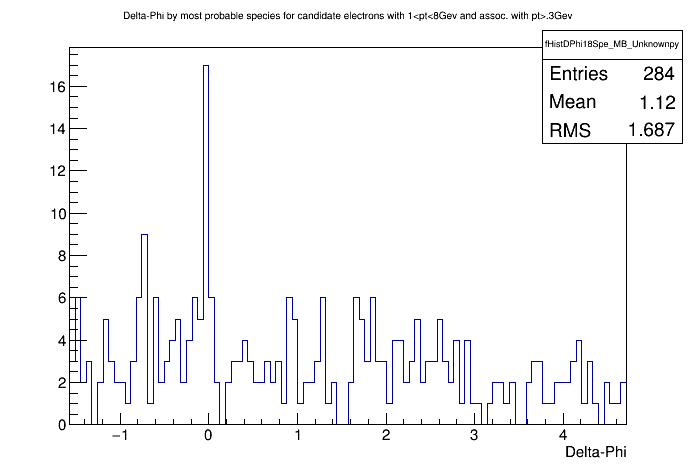 Delta-Phi by most probable species for candidate electrons with 1<pt<8Gev and assoc. with pt>.3Gev
fHistDPhi18Spe_MB_Unknownpy
Entries 284
Mean 1.12
RMS 1.687
16
14
12
10
8
6
4
2
0
−1 0 1 2 3 4
Delta-Phi